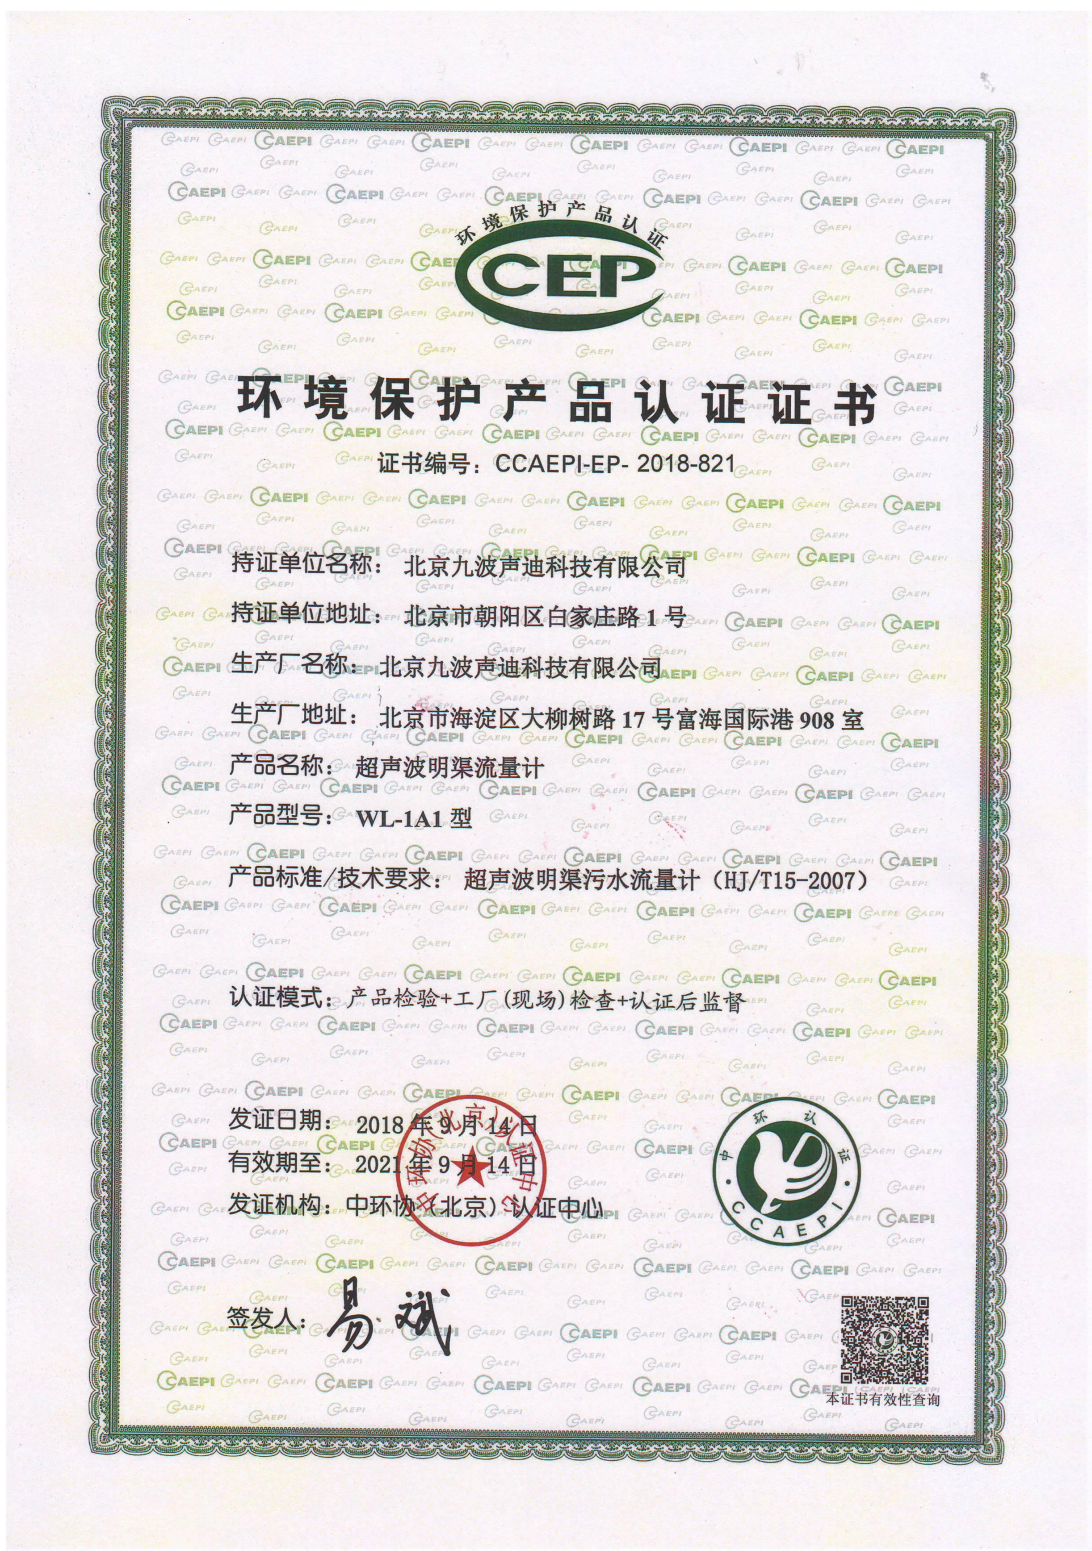 环境保护产品认证
CEP
环境保护产品认证证书
证书编号：CCAEPI-EP- 2018-821
持证单位名称： 北京九波声迪科技有限公司
持证单位地址： 北京市朝阳区白家庄路 1 号
生产厂名称： 北京九波声迪科技有限公司
生产厂地址： 北京市海淀区大柳树路 17 号富海国际港 908 室
产品名称： 超声波明渠流量计
产品型号： WL-1A1 型
产品标准/技术要求： 超声波明渠污水流量计（HJ/T15-2007）
认证模式：产品检验+工厂(现场)检查+认证后监督
发证日期： 2018 年 9 月 14 日
有效期至： 2021 年 9 月 14 日
发证机构：中环协（北京）认证中心
中环协(北京)认证中心
中环认证
CCAEPI
签发人：易斌
本证书有效性查询